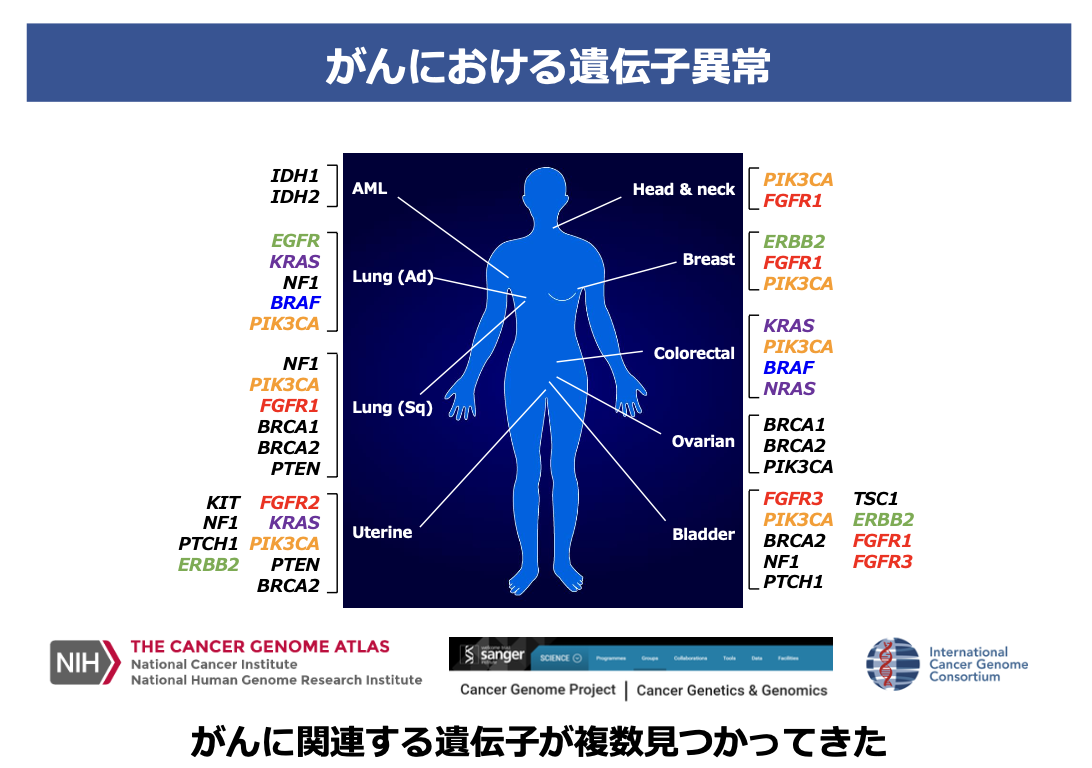 がんにおける遺伝子異常
IDH1
IDH2
AML
EGFR
KRAS
NF1
BRAF
PIK3CA
Lung (Ad)
NF1
PIK3CA
FGFR1
BRCA1
BRCA2
PTEN
Lung (Sq)
KIT FGFR2
NF1 KRAS
PTCH1 PIK3CA
ERBB2 PTEN
BRCA2
Uterine
Head & neck
PIK3CA
FGFR1
Breast
ERBB2
FGFR1
PIK3CA
Colorectal
KRAS
PIK3CA
BRAF
NRAS
Ovarian
BRCA1
BRCA2
PIK3CA
Bladder
FGFR3 TSC1
PIK3CA ERBB2
BRCA2 FGFR1
NF1 FGFR3
PTCH1
NIH
THE CANCER GENOME ATLAS
National Cancer Institute
National Human Genome Research Institute
sanger
SCIENCE Programmes Groups Collaborations Tools Data Facilities
Cancer Genome Project | Cancer Genetics & Genomics
International
Cancer Genome
Consortium
がんに関連する遺伝子が複数見つかってきた